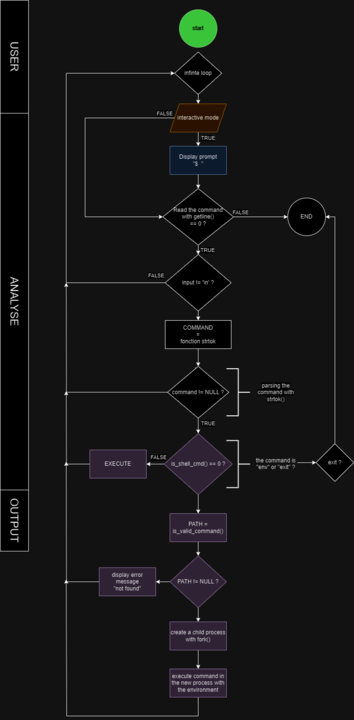 USER
ANALYSE
OUTPUT
start
infinte loop
interactive mode
FALSE
TRUE
Display prompt
"$ "
Read the command
with getline()
== 0 ?
FALSE
END
TRUE
FALSE
input != '\n' ?
COMMAND
=
fonction strtok
command != NULL ?
parsing the
command with
strtok()
TRUE
EXECUTE
FALSE
is_shell_cmd() == 0 ?
the command is
"env" or "exit" ?
exit ?
PATH =
is_valid_command()
display error
message
"not found"
PATH != NULL ?
create a child process
with fork()
execute command in
the new process with
the environment